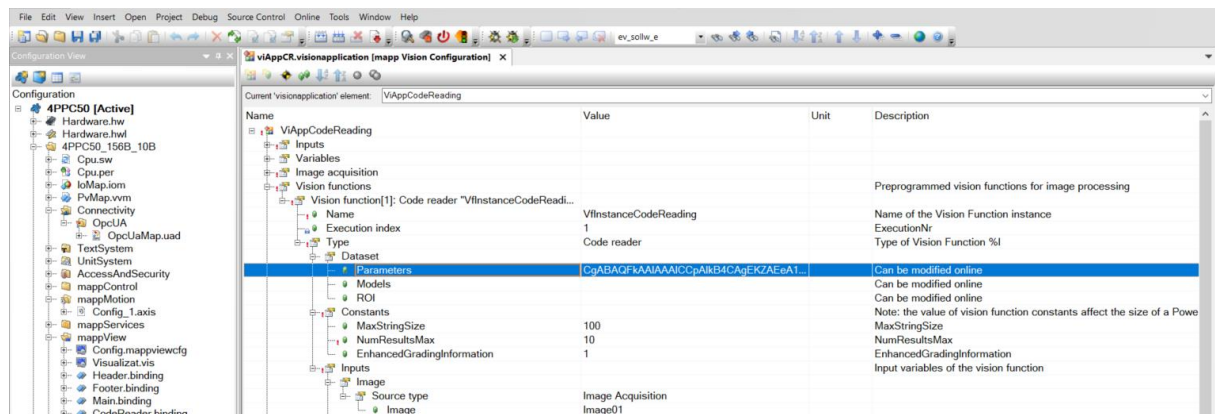 File Edit View Insert Open Project Debug Source Control Online Tools Window Help
ev_sollw_e
Configuration View
viAppCR.visionapplication [mapp Vision Configuration] X
Current 'visionapplication' element: ViAppCodeReading
Configuration
4PPC50 [Active]
Hardware.hw
Hardware.hwl
4PPC50_156B_10B
Cpu.sw
Cpu.per
IoMap.iom
PvMap.vvm
Connectivity
OpcUA
OpcUaMap.uad
TextSystem
UnitSystem
AccessAndSecurity
mappControl
mappMotion
Config_1.axis
mappServices
mappView
Config.mappviewcfg
Visualizat.vis
Header.binding
Footer.binding
Main.binding
CodeReader.binding
Name Value Unit Description
ViAppCodeReading
Inputs
Variables
Image acquisition
Vision functions Preprogrammed vision functions for image processing
Vision function[1]: Code reader "VfInstanceCodeReadi...
Name VfInstanceCodeReading Name of the Vision Function instance
Execution index 1 ExecutionNr
Type Code reader Type of Vision Function %I
Dataset
Parameters CgABAQFkAAIAAAICCpAIkB4CAgEKZAEeA1... Can be modified online
Models Can be modified online
ROI Can be modified online
Constants Note: the value of vision function constants affect the size of a Powe
MaxStringSize 100 MaxStringSize
NumResultsMax 10 NumResultsMax
EnhancedGradingInformation 1 EnhancedGradingInformation
Inputs Input variables of the vision function
Image
Source type Image Acquisition
Image Image01